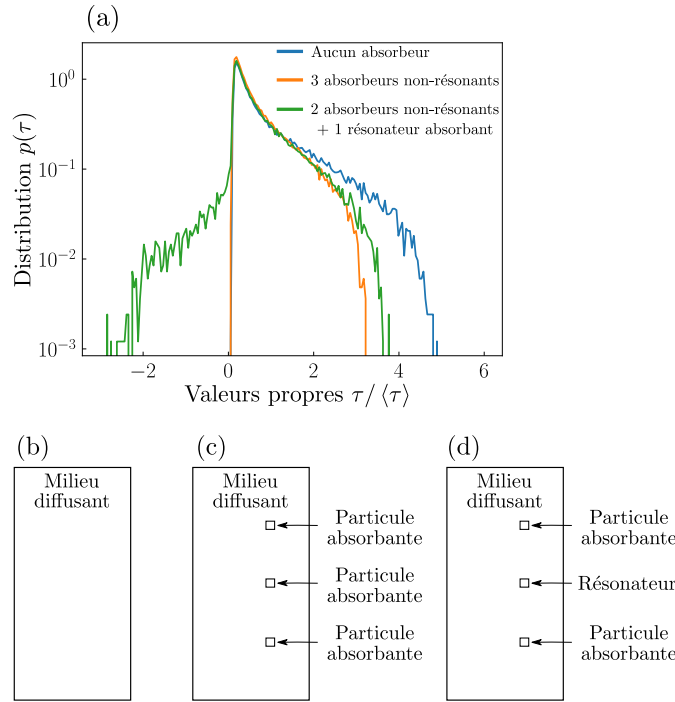 (a)
Aucun absorbeur
3 absorbeurs non-résonants
2 absorbeurs non-résonants
+ 1 résonateur absorbant
Distribution p(τ)
10⁰
10⁻¹
10⁻²
10⁻³
−2
0
2
4
6
Valeurs propres τ/⟨τ⟩
(b)
Milieu
diffusant
(c)
Milieu
diffusant
Particule
absorbante
Particule
absorbante
Particule
absorbante
(d)
Milieu
diffusant
Particule
absorbante
Résonateur
Particule
absorbante